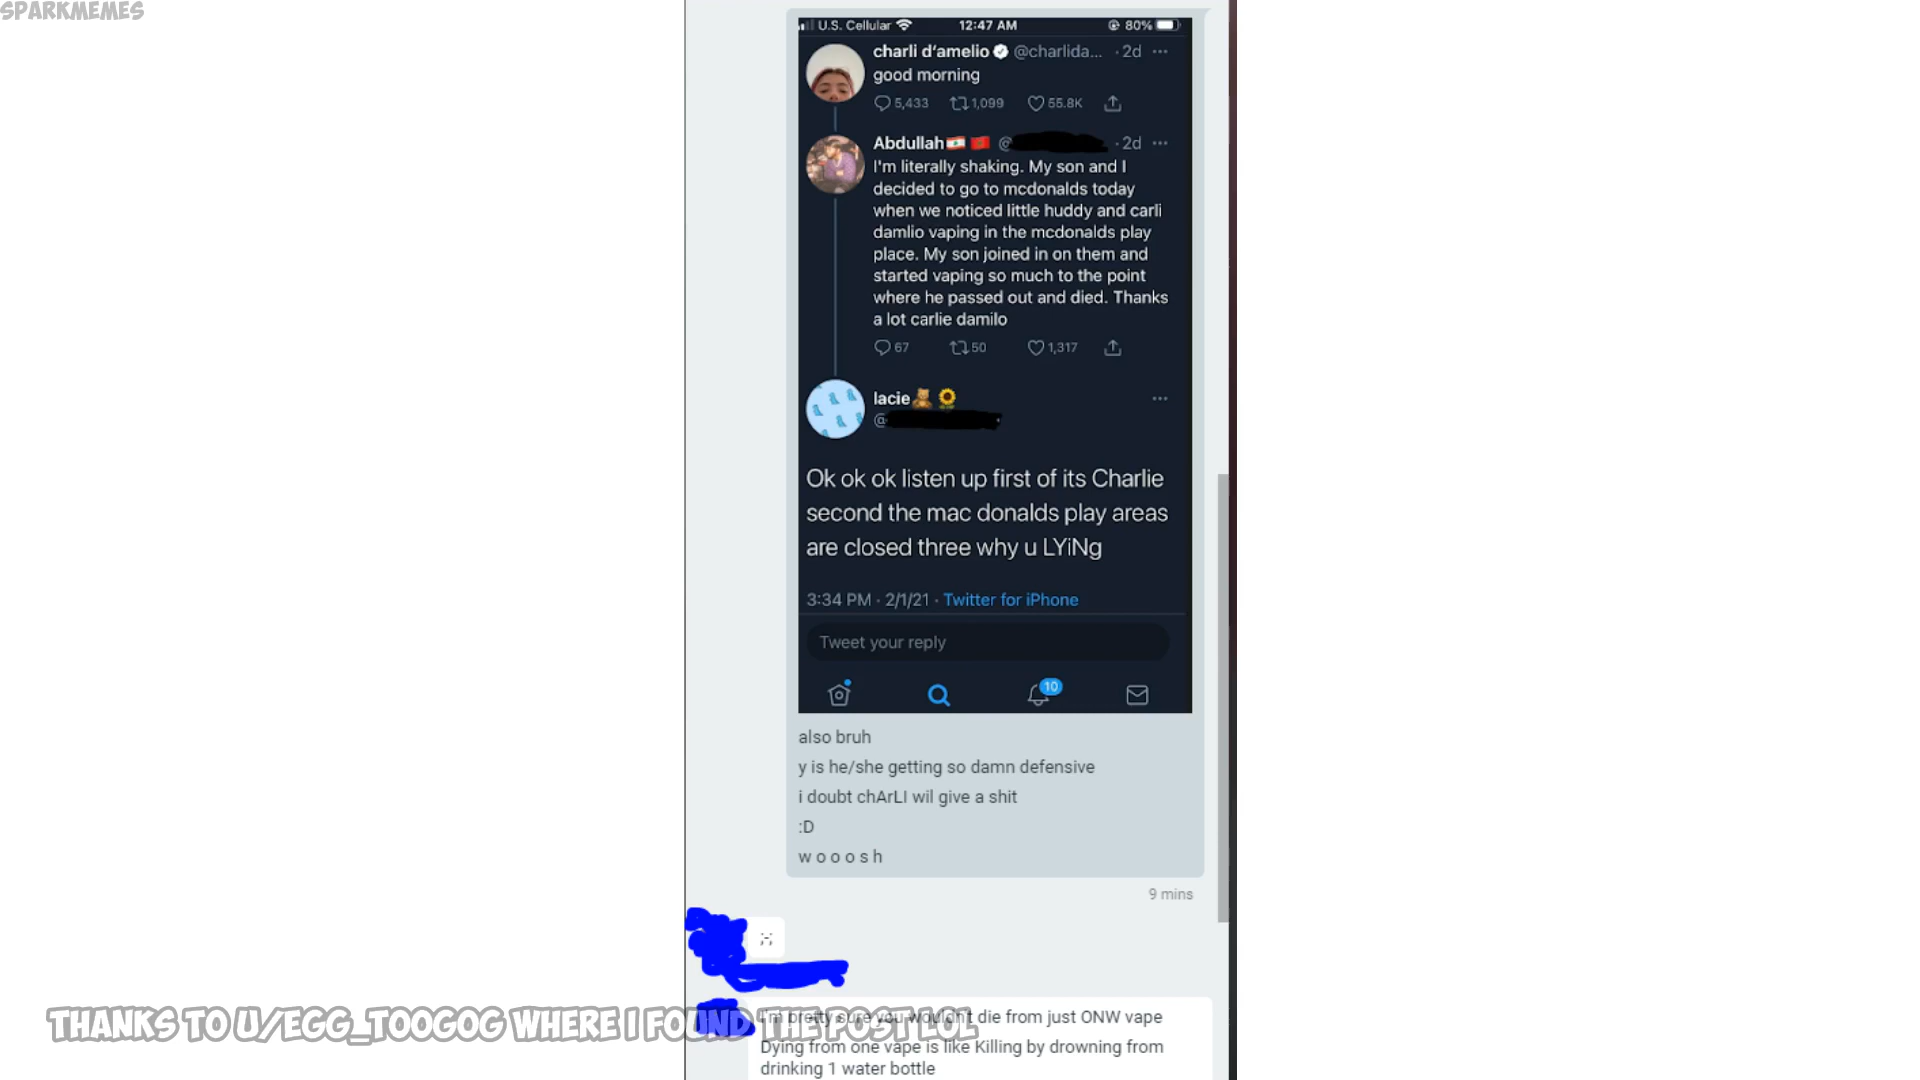 SPARKMEMES
U.S. Cellular 12:47 AM 80%
charli d'amelio @charlida... · 2d ...
good morning
5,433 1,099 55.8K
Abdullah @ · 2d ...
I'm literally shaking. My son and I
decided to go to mcdonalds today
when we noticed little huddy and carli
damlio vaping in the mcdonalds play
place. My son joined in on them and
started vaping so much to the point
where he passed out and died. Thanks
a lot carlie damilo
67 50 1,317
lacie ...
@
Ok ok ok listen up first of its Charlie
second the mac donalds play areas
are closed three why u LYiNg
3:34 PM · 2/1/21 · Twitter for iPhone
Tweet your reply
10
also bruh
y is he/she getting so damn defensive
i doubt chArLI wil give a shit
:D
w o o o s h
9 mins
THANKS TO U/EGG_TOOGOG WHERE I FOUND THE POST LOL
I'm pretty sure you wouldn't die from just ONW vape
Dying from one vape is like Killing by drowning from
drinking 1 water bottle